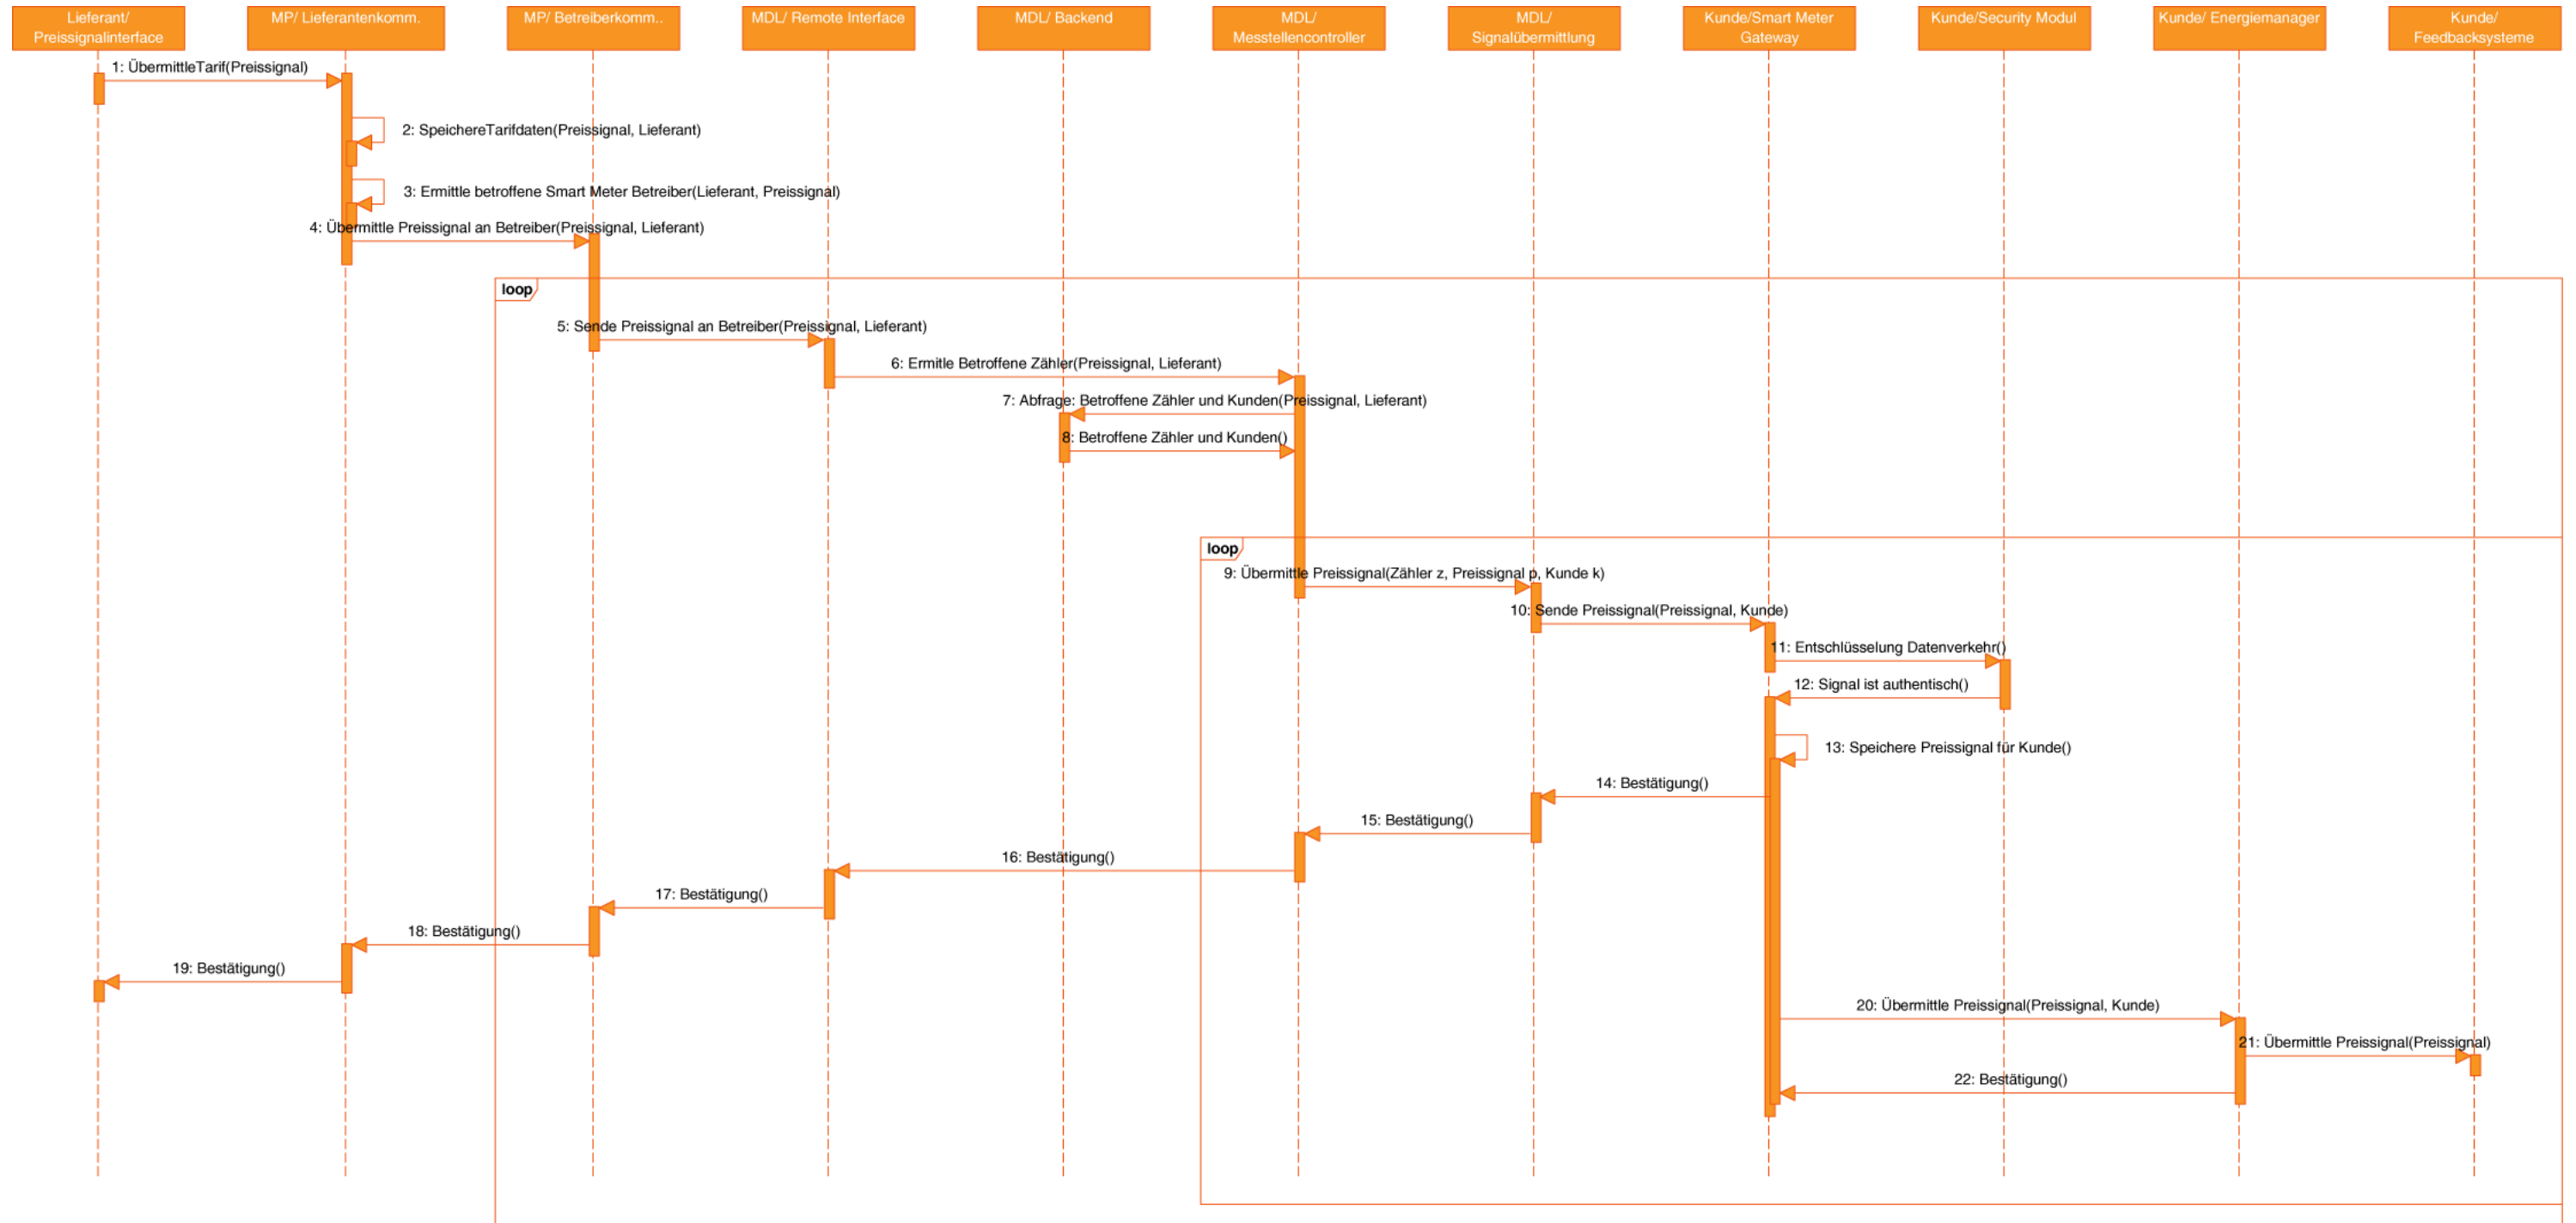 Lieferant/
Preissignalinterface
MP/ Lieferantenkomm.
MP/ Betreiberkomm..
MDL/ Remote Interface
MDL/ Backend
MDL/
Messtellencontroller
MDL/
Signalübermittlung
Kunde/Smart Meter
Gateway
Kunde/Security Modul
Kunde/ Energiemanager
Kunde/
Feedbacksysteme
1: ÜbermittleTarif(Preissignal)
2: SpeichereTarifdaten(Preissignal, Lieferant)
3: Ermittle betroffene Smart Meter Betreiber(Lieferant, Preissignal)
4: Übermittle Preissignal an Betreiber(Preissignal, Lieferant)
loop
5: Sende Preissignal an Betreiber(Preissignal, Lieferant)
6: Ermitle Betroffene Zähler(Preissignal, Lieferant)
7: Abfrage: Betroffene Zähler und Kunden(Preissignal, Lieferant)
8: Betroffene Zähler und Kunden()
loop
9: Übermittle Preissignal(Zähler z, Preissignal p, Kunde k)
10: Sende Preissignal(Preissignal, Kunde)
11: Entschlüsselung Datenverkehr()
12: Signal ist authentisch()
13: Speichere Preissignal für Kunde()
14: Bestätigung()
15: Bestätigung()
16: Bestätigung()
17: Bestätigung()
18: Bestätigung()
19: Bestätigung()
20: Übermittle Preissignal(Preissignal, Kunde)
21: Übermittle Preissignal(Preissignal)
22: Bestätigung()